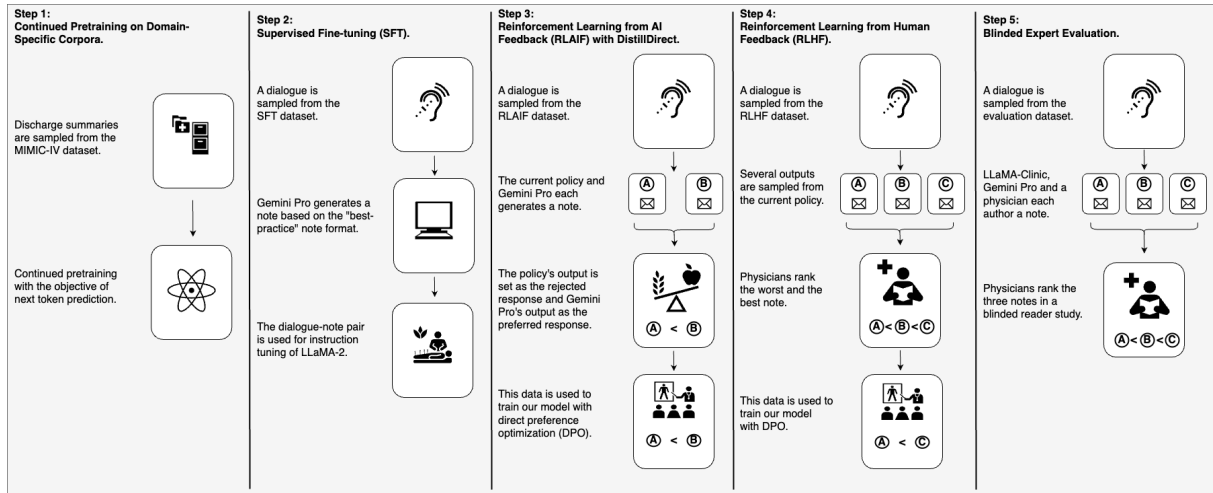 Step 1:
Continued Pretraining on Domain-
Specific Corpora.
Discharge summaries
are sampled from the
MIMIC-IV dataset.
Continued pretraining
with the objective of
next token prediction.
Step 2:
Supervised Fine-tuning (SFT).
A dialogue is
sampled from the
SFT dataset.
Gemini Pro generates a
note based on the "best-
practice" note format.
The dialogue-note pair
is used for instruction
tuning of LLaMA-2.
Step 3:
Reinforcement Learning from AI
Feedback (RLAIF) with DistillDirect.
A dialogue is
sampled from the
RLAIF dataset.
The current policy and
Gemini Pro each
generates a note.
A B
The policy's output is
set as the rejected
response and Gemini
Pro's output as the
preferred response.
A < B
This data is used to
train our model with
direct preference
optimization (DPO).
A < B
Step 4:
Reinforcement Learning from Human
Feedback (RLHF).
A dialogue is
sampled from the
RLHF dataset.
Several outputs
are sampled from
the current policy.
A B C
Physicians rank
the worst and the
best note.
A < B < C
This data is used to
train our model
with DPO.
A < C
Step 5:
Blinded Expert Evaluation.
A dialogue is
sampled from the
evaluation dataset.
LLaMA-Clinic,
Gemini Pro and a
physician each
author a note.
A B C
Physicians rank the
three notes in a
blinded reader study.
A < B < C